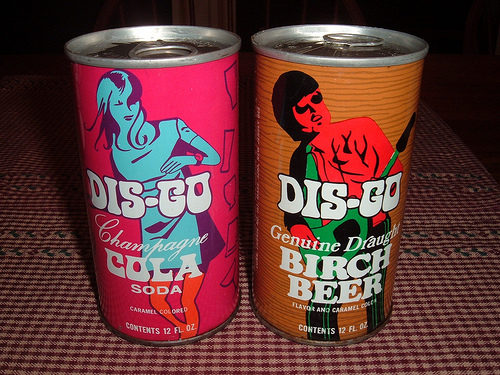 DIS-GO
Champagne
COLA
SODA
CARAMEL COLORED
CONTENTS 12 FL. OZ.
DIS-GO
Genuine Draught
BIRCH
BEER
FLAVOR AND CARAMEL COLOR
CONTENTS 12 FL. OZ.